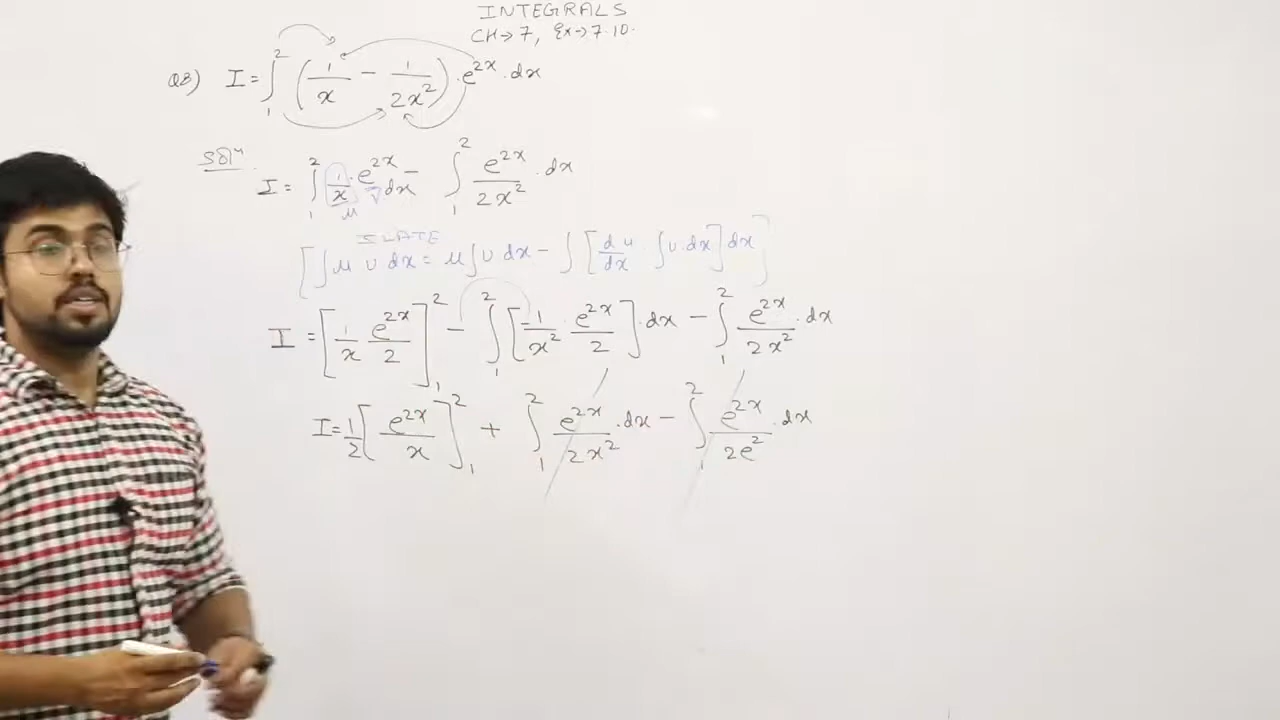 INTEGRALS
CH→7, Ex→7.10.
Q8) I = ∫₁² (1/x − 1/2x²) · e^{2x} · dx
Solⁿ
I = ∫₁² 1/x · e^{2x} dx − ∫₁² e^{2x}/2x² · dx
u v
ILATE
[∫ u v dx = u ∫ v dx − ∫ [du/dx · ∫ v dx] dx]
I = [1/x e^{2x}/2]₁² − ∫₁² [−1/x² · e^{2x}/2] · dx − ∫₁² e^{2x}/2x² · dx
I = 1/2 [e^{2x}/x]₁² + ∫₁² e^{2x}/2x² · dx − ∫₁² e^{2x}/2e² · dx